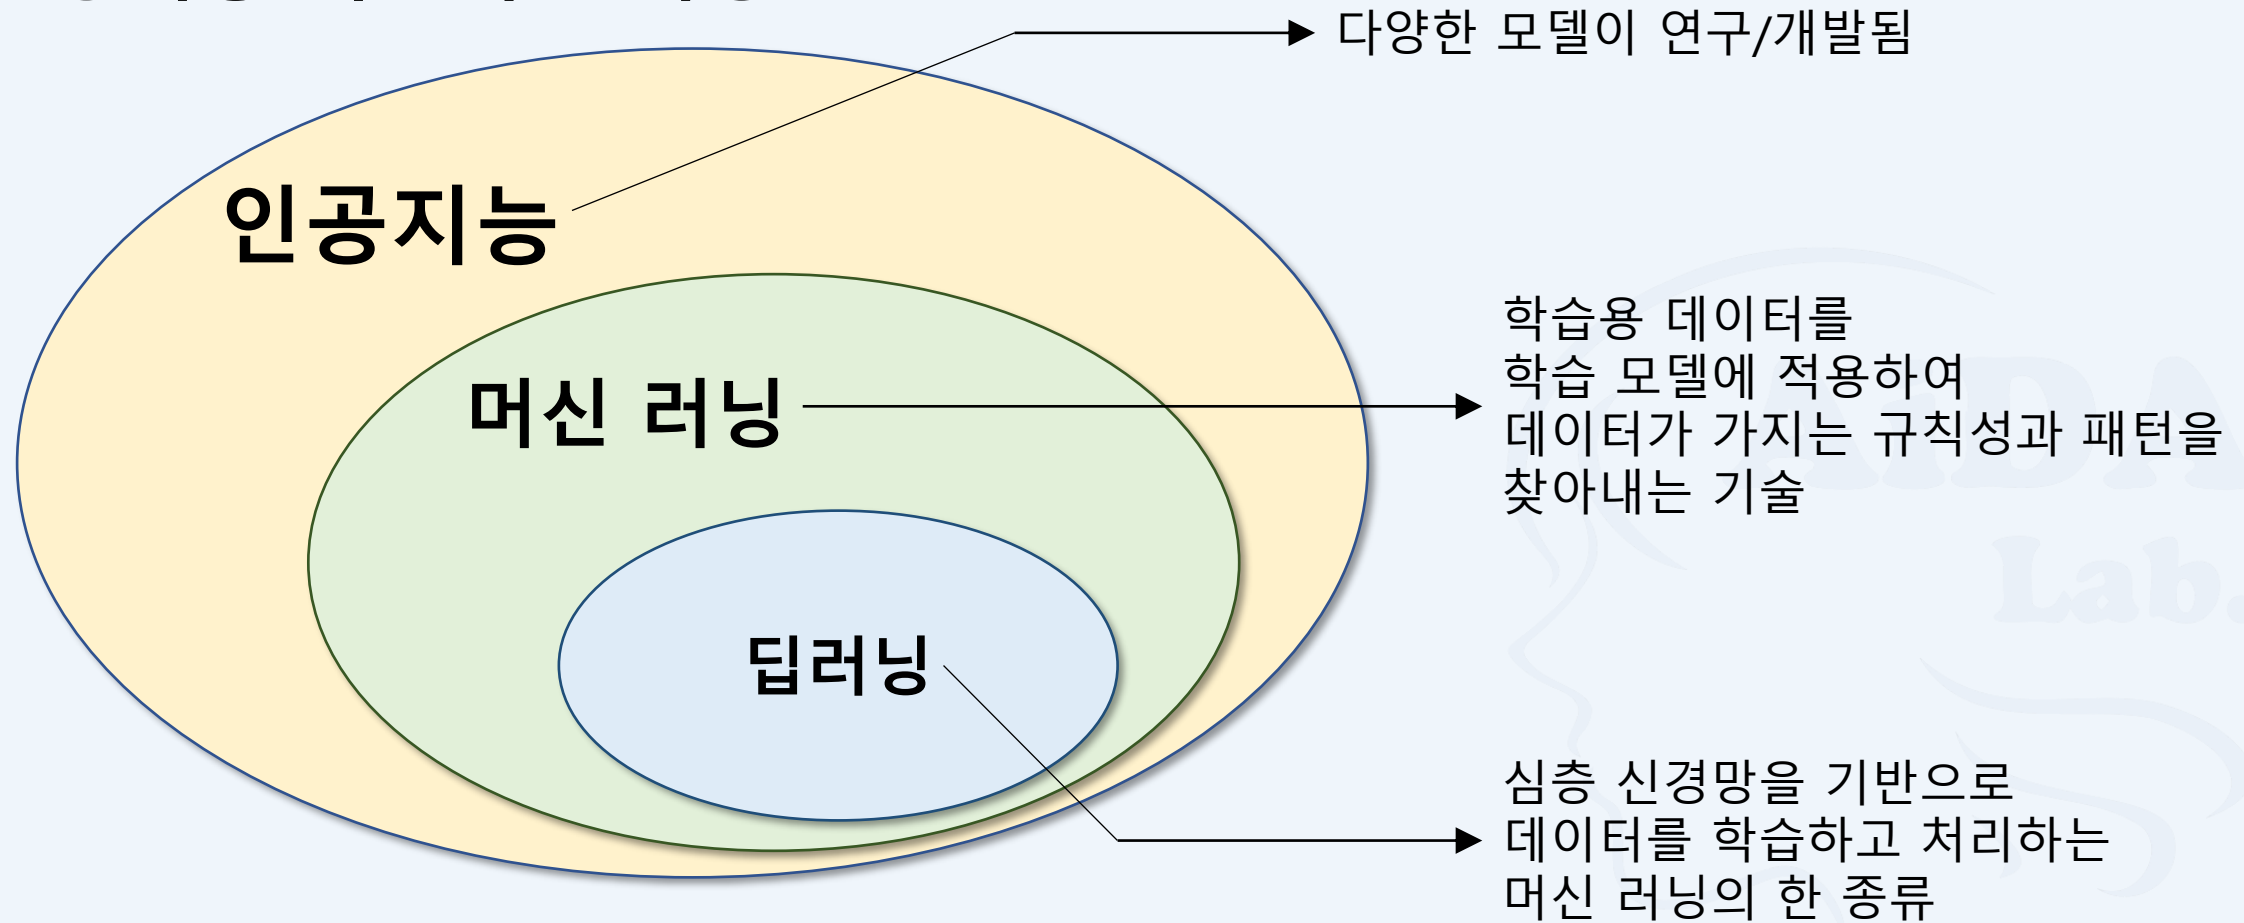 다양한 모델이 연구/개발됨
인공지능
머신 러닝
학습용 데이터를
학습 모델에 적용하여
데이터가 가지는 규칙성과 패턴을
찾아내는 기술
딥러닝
심층 신경망을 기반으로
데이터를 학습하고 처리하는
머신 러닝의 한 종류
AiDA
Lab.